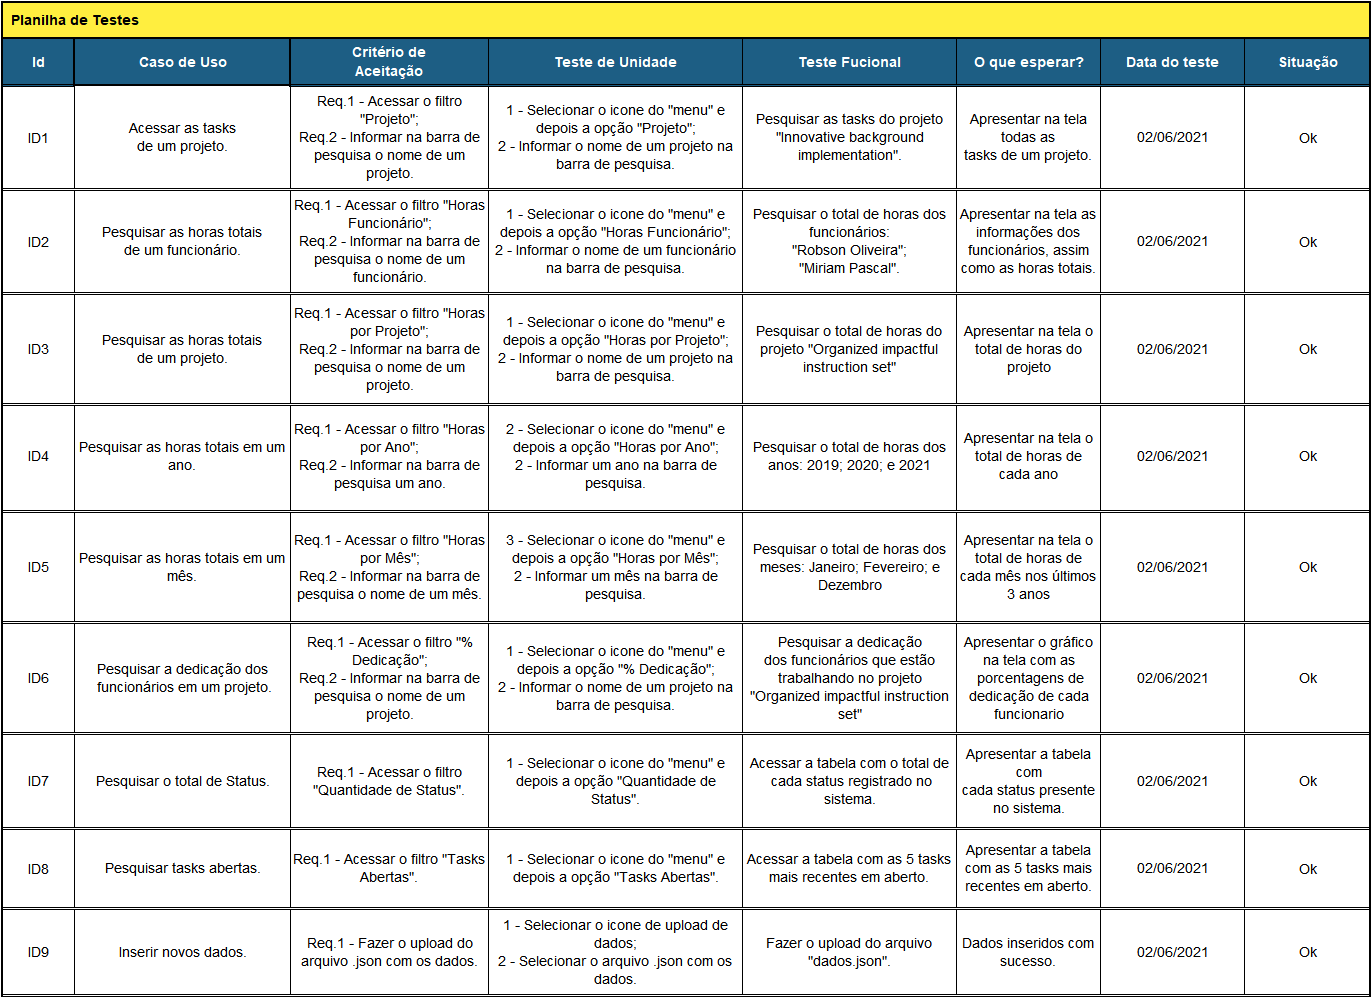 Planilha de Testes
Id
Caso de Uso
Critério de
Aceitação
Teste de Unidade
Teste Fucional
O que esperar?
Data do teste
Situação
ID1
Acessar as tasks
de um projeto.
Req.1 - Acessar o filtro
"Projeto";
Req.2 - Informar na barra de
pesquisa o nome de um
projeto.
1 - Selecionar o icone do "menu" e
depois a opção "Projeto";
2 - Informar o nome de um projeto na
barra de pesquisa.
Pesquisar as tasks do projeto
"Innovative background
implementation".
Apresentar na tela
todas as
tasks de um projeto.
02/06/2021
Ok
ID2
Pesquisar as horas totais
de um funcionário.
Req.1 - Acessar o filtro "Horas
Funcionário";
Req.2 - Informar na barra de
pesquisa o nome de um
funcionário.
1 - Selecionar o icone do "menu" e
depois a opção "Horas Funcionário";
2 - Informar o nome de um funcionário
na barra de pesquisa.
Pesquisar o total de horas dos
funcionários:
"Robson Oliveira";
"Miriam Pascal".
Apresentar na tela as
informações dos
funcionários, assim
como as horas totais.
02/06/2021
Ok
ID3
Pesquisar as horas totais
de um projeto.
Req.1 - Acessar o filtro "Horas
por Projeto";
Req.2 - Informar na barra de
pesquisa o nome de um
projeto.
1 - Selecionar o icone do "menu" e
depois a opção "Horas por Projeto";
2 - Informar o nome de um projeto na
barra de pesquisa.
Pesquisar o total de horas do
projeto "Organized impactful
instruction set"
Apresentar na tela o
total de horas do
projeto
02/06/2021
Ok
ID4
Pesquisar as horas totais em um
ano.
Req.1 - Acessar o filtro "Horas
por Ano";
Req.2 - Informar na barra de
pesquisa um ano.
2 - Selecionar o icone do "menu" e
depois a opção "Horas por Ano";
2 - Informar um ano na barra de
pesquisa.
Pesquisar o total de horas dos
anos: 2019; 2020; e 2021
Apresentar na tela o
total de horas de
cada ano
02/06/2021
Ok
ID5
Pesquisar as horas totais em um
mês.
Req.1 - Acessar o filtro "Horas
por Mês";
Req.2 - Informar na barra de
pesquisa o nome de um mês.
3 - Selecionar o icone do "menu" e
depois a opção "Horas por Mês";
2 - Informar um mês na barra de
pesquisa.
Pesquisar o total de horas dos
meses: Janeiro; Fevereiro; e
Dezembro
Apresentar na tela o
total de horas de
cada mês nos últimos
3 anos
02/06/2021
Ok
ID6
Pesquisar a dedicação dos
funcionários em um projeto.
Req.1 - Acessar o filtro "%
Dedicação";
Req.2 - Informar na barra de
pesquisa o nome de um
projeto.
1 - Selecionar o icone do "menu" e
depois a opção "% Dedicação";
2 - Informar o nome de um projeto na
barra de pesquisa.
Pesquisar a dedicação
dos funcionários que estão
trabalhando no projeto
"Organized impactful instruction
set"
Apresentar o gráfico
na tela com as
porcentagens de
dedicação de cada
funcionario
02/06/2021
Ok
ID7
Pesquisar o total de Status.
Req.1 - Acessar o filtro
"Quantidade de Status".
1 - Selecionar o icone do "menu" e
depois a opção "Quantidade de
Status".
Acessar a tabela com o total de
cada status registrado no
sistema.
Apresentar a tabela
com
cada status presente
no sistema.
02/06/2021
Ok
ID8
Pesquisar tasks abertas.
Req.1 - Acessar o filtro "Tasks
Abertas".
1 - Selecionar o icone do "menu" e
depois a opção "Tasks Abertas".
Acessar a tabela com as 5 tasks
mais recentes em aberto.
Apresentar a tabela
com as 5 tasks mais
recentes em aberto.
02/06/2021
Ok
ID9
Inserir novos dados.
Req.1 - Fazer o upload do
arquivo .json com os dados.
1 - Selecionar o icone de upload de
dados;
2 - Selecionar o arquivo .json com os
dados.
Fazer o upload do arquivo
"dados.json".
Dados inseridos com
sucesso.
02/06/2021
Ok